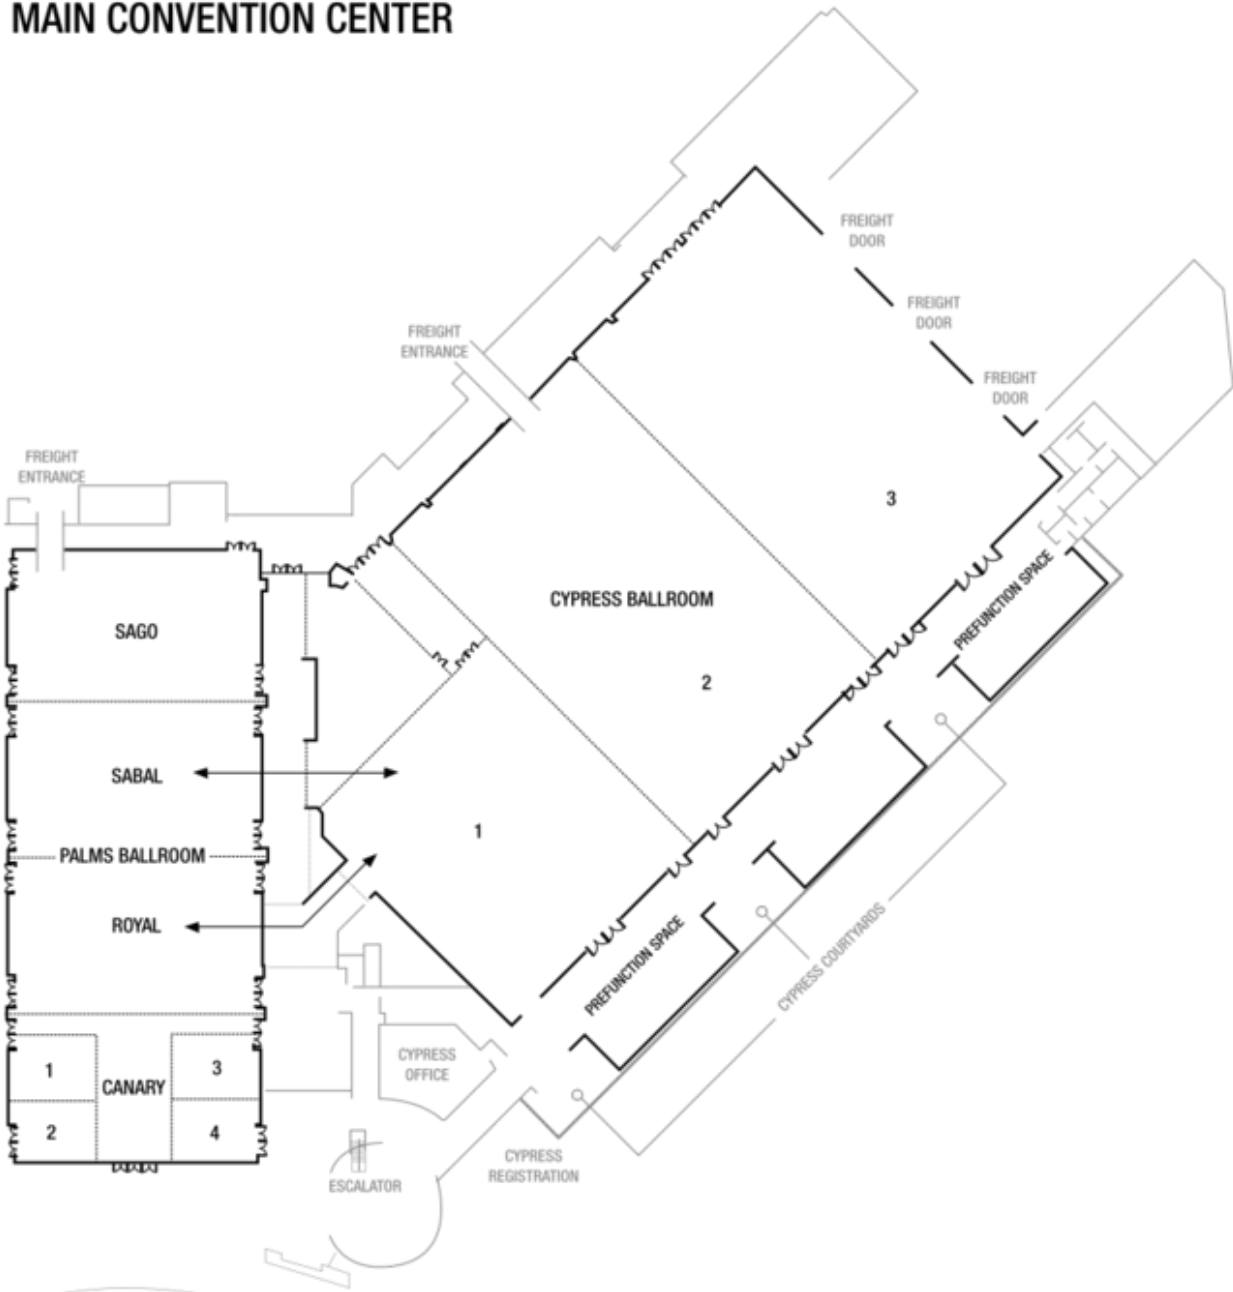 MAIN CONVENTION CENTER
FREIGHT
DOOR
FREIGHT
DOOR
FREIGHT
ENTRANCE
FREIGHT
DOOR
FREIGHT
ENTRANCE
3
PREFUNCTION SPACE
CYPRESS BALLROOM
SAGO
2
SABAL
1
PALMS BALLROOM
ROYAL
PREFUNCTION SPACE
CYPRESS COURTYARDS
CYPRESS
OFFICE
1
3
CANARY
2
4
CYPRESS
REGISTRATION
ESCALATOR